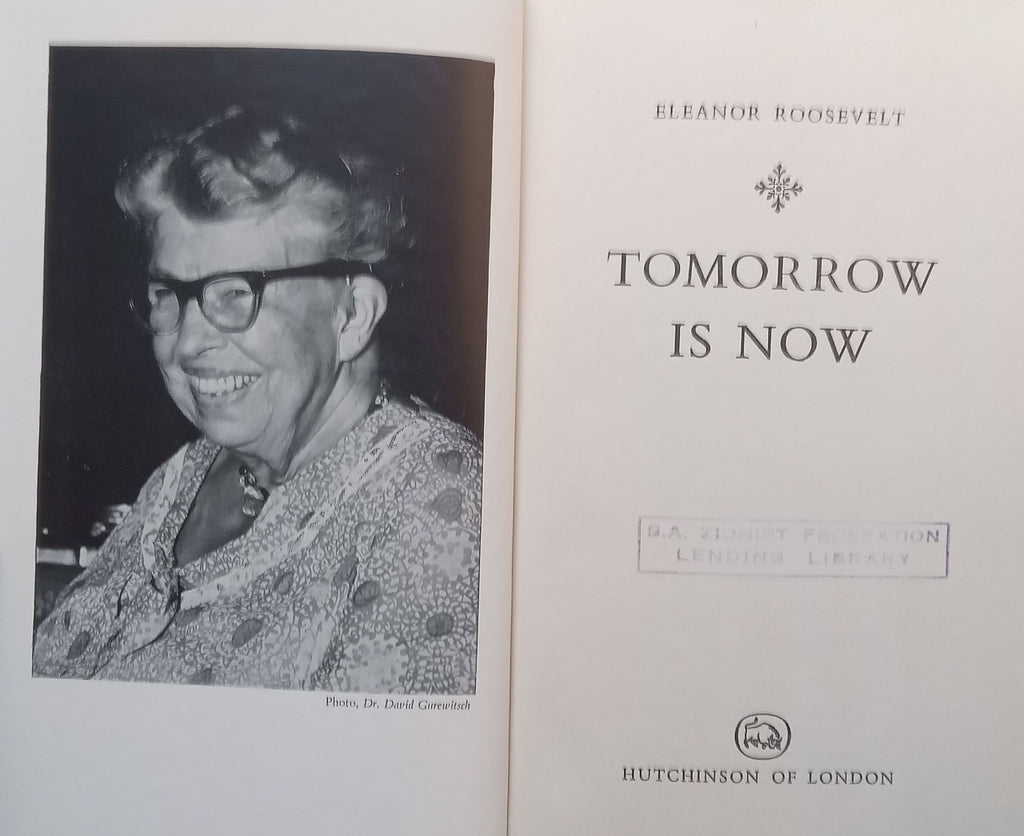 Photo, Dr. David Gurewitsch
ELEANOR ROOSEVELT
TOMORROW
IS NOW
S.A. ZIONIST FEDERATION
LENDING LIBRARY
HUTCHINSON OF LONDON